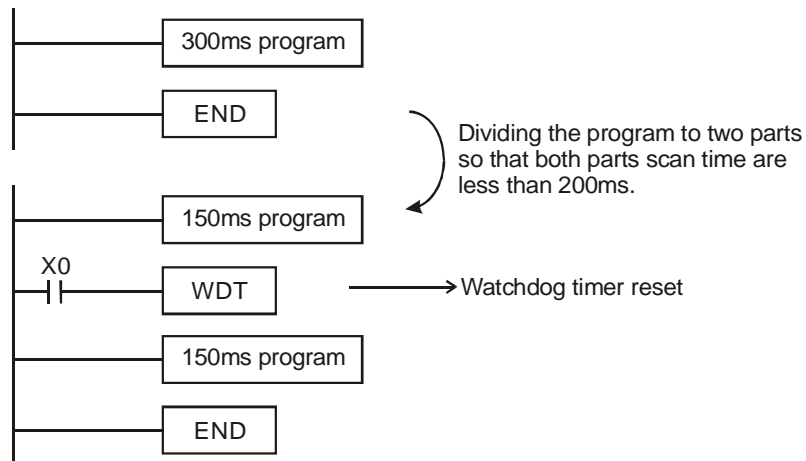 300ms program
END
Dividing the program to two parts
so that both parts scan time are
less than 200ms.
150ms program
X0
WDT
Watchdog timer reset
150ms program
END